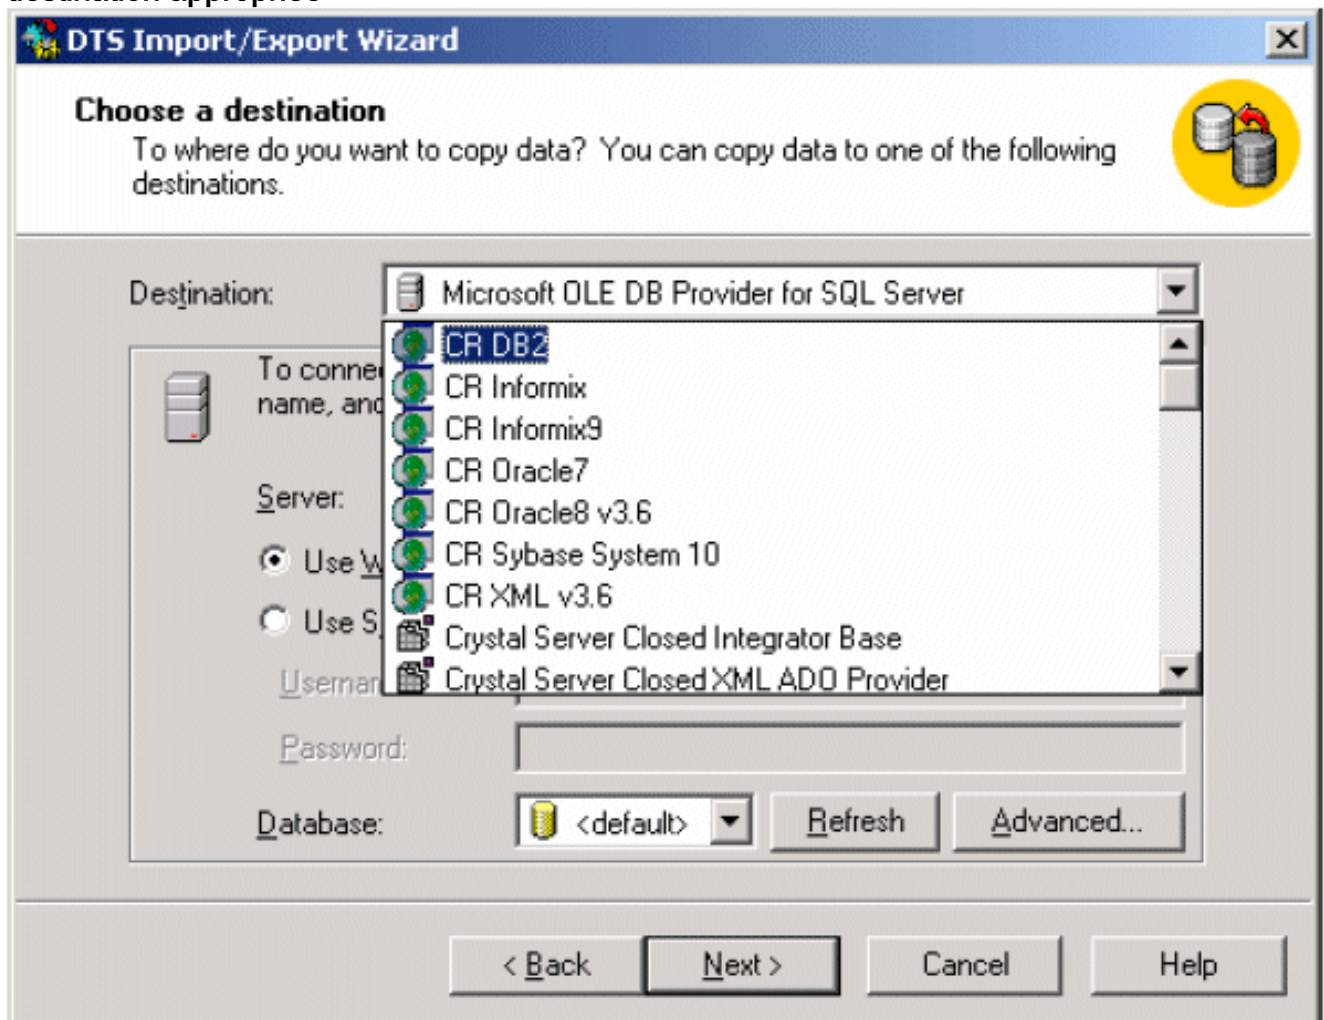 DTS Import/Export Wizard
Choose a destination
To where do you want to copy data? You can copy data to one of the following
destinations.
Destination:
Microsoft OLE DB Provider for SQL Server
CR DB2
CR Informix
CR Informix9
CR Oracle7
CR Oracle8 v3.6
CR Sybase System 10
CR XML v3.6
Crystal Server Closed Integrator Base
Crystal Server Closed XML ADO Provider
To conne
name, and
Server:
Use W
Use S
Usernam
Password:
Database:
<default>
Refresh
Advanced...
< Back
Next >
Cancel
Help